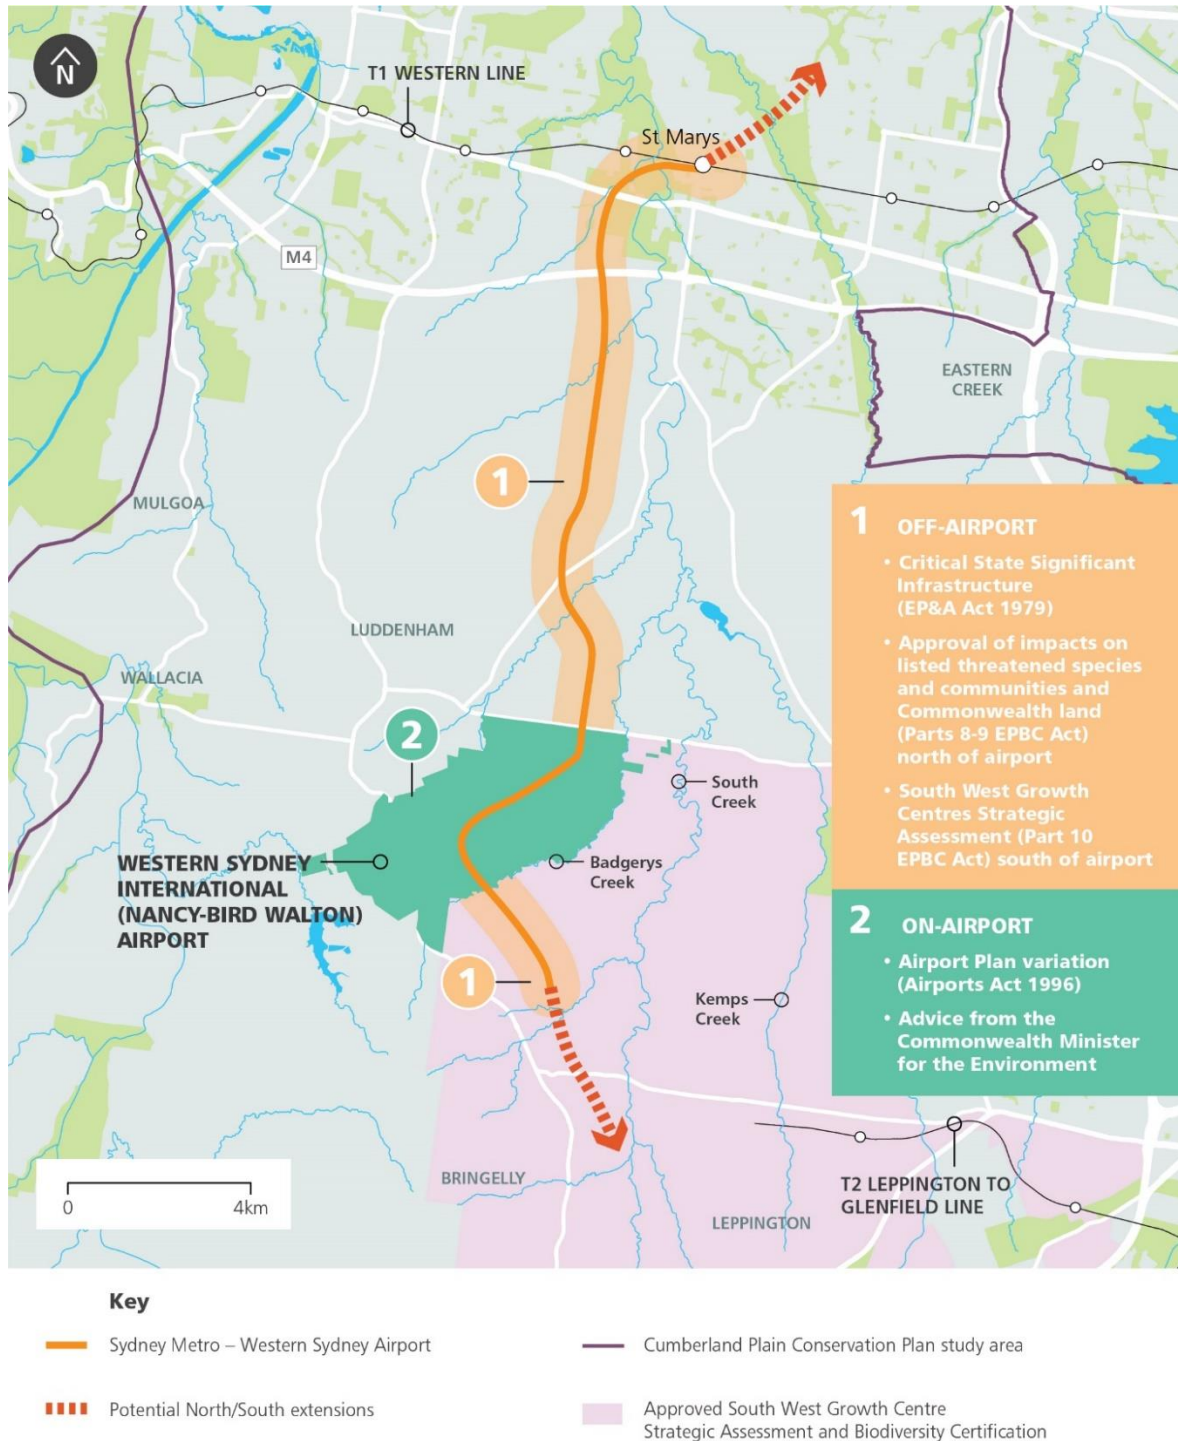 N
T1 WESTERN LINE
St Marys
M4
EASTERN
CREEK
1
MULGOA
LUDDENHAM
WALLACIA
2
South
Creek
WESTERN SYDNEY
INTERNATIONAL
(NANCY-BIRD WALTON)
AIRPORT
Badgerys
Creek
1
Kemps
Creek
BRINGELLY
LEPPINGTON
T2 LEPPINGTON TO
GLENFIELD LINE
0 4km
1 OFF-AIRPORT
• Critical State Significant
Infrastructure
(EP&A Act 1979)
• Approval of impacts on
listed threatened species
and communities and
Commonwealth land
(Parts 8-9 EPBC Act)
north of airport
• South West Growth
Centres Strategic
Assessment (Part 10
EPBC Act) south of airport
2 ON-AIRPORT
• Airport Plan variation
(Airports Act 1996)
• Advice from the
Commonwealth Minister
for the Environment
Key
Sydney Metro – Western Sydney Airport
Potential North/South extensions
Cumberland Plain Conservation Plan study area
Approved South West Growth Centre
Strategic Assessment and Biodiversity Certification